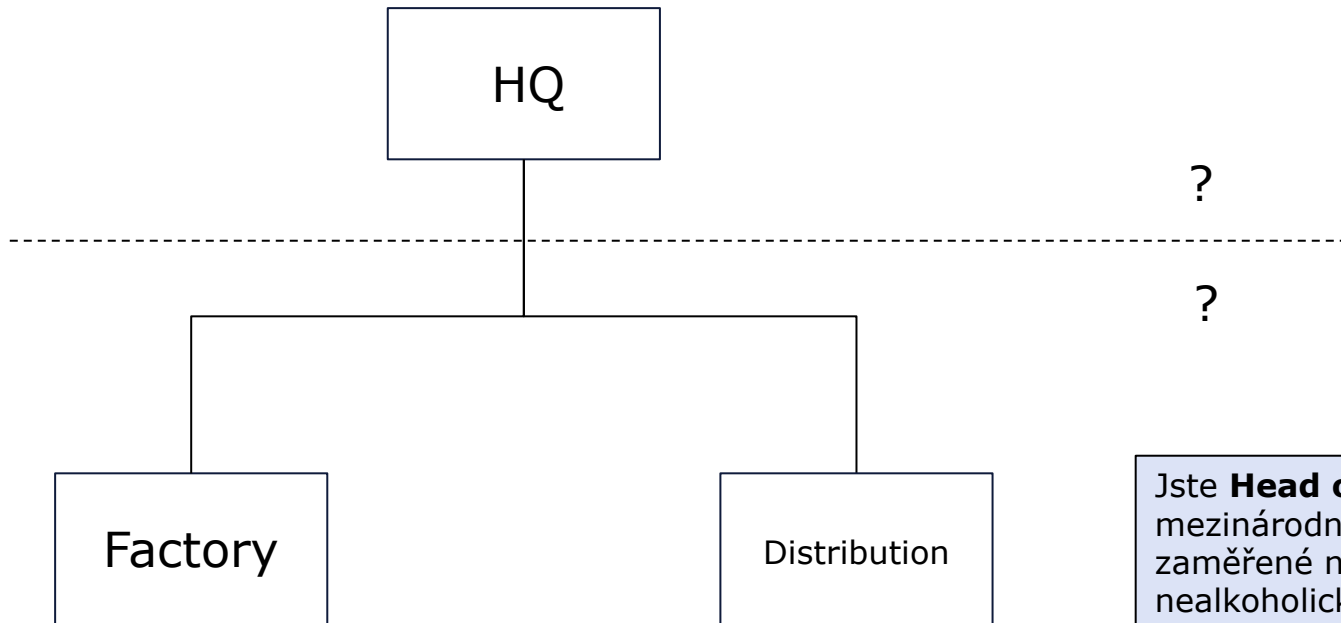 HQ
?
?
Factory
Distribution
Jste Head
mezinárodn
zaměřené n
nealkoholick